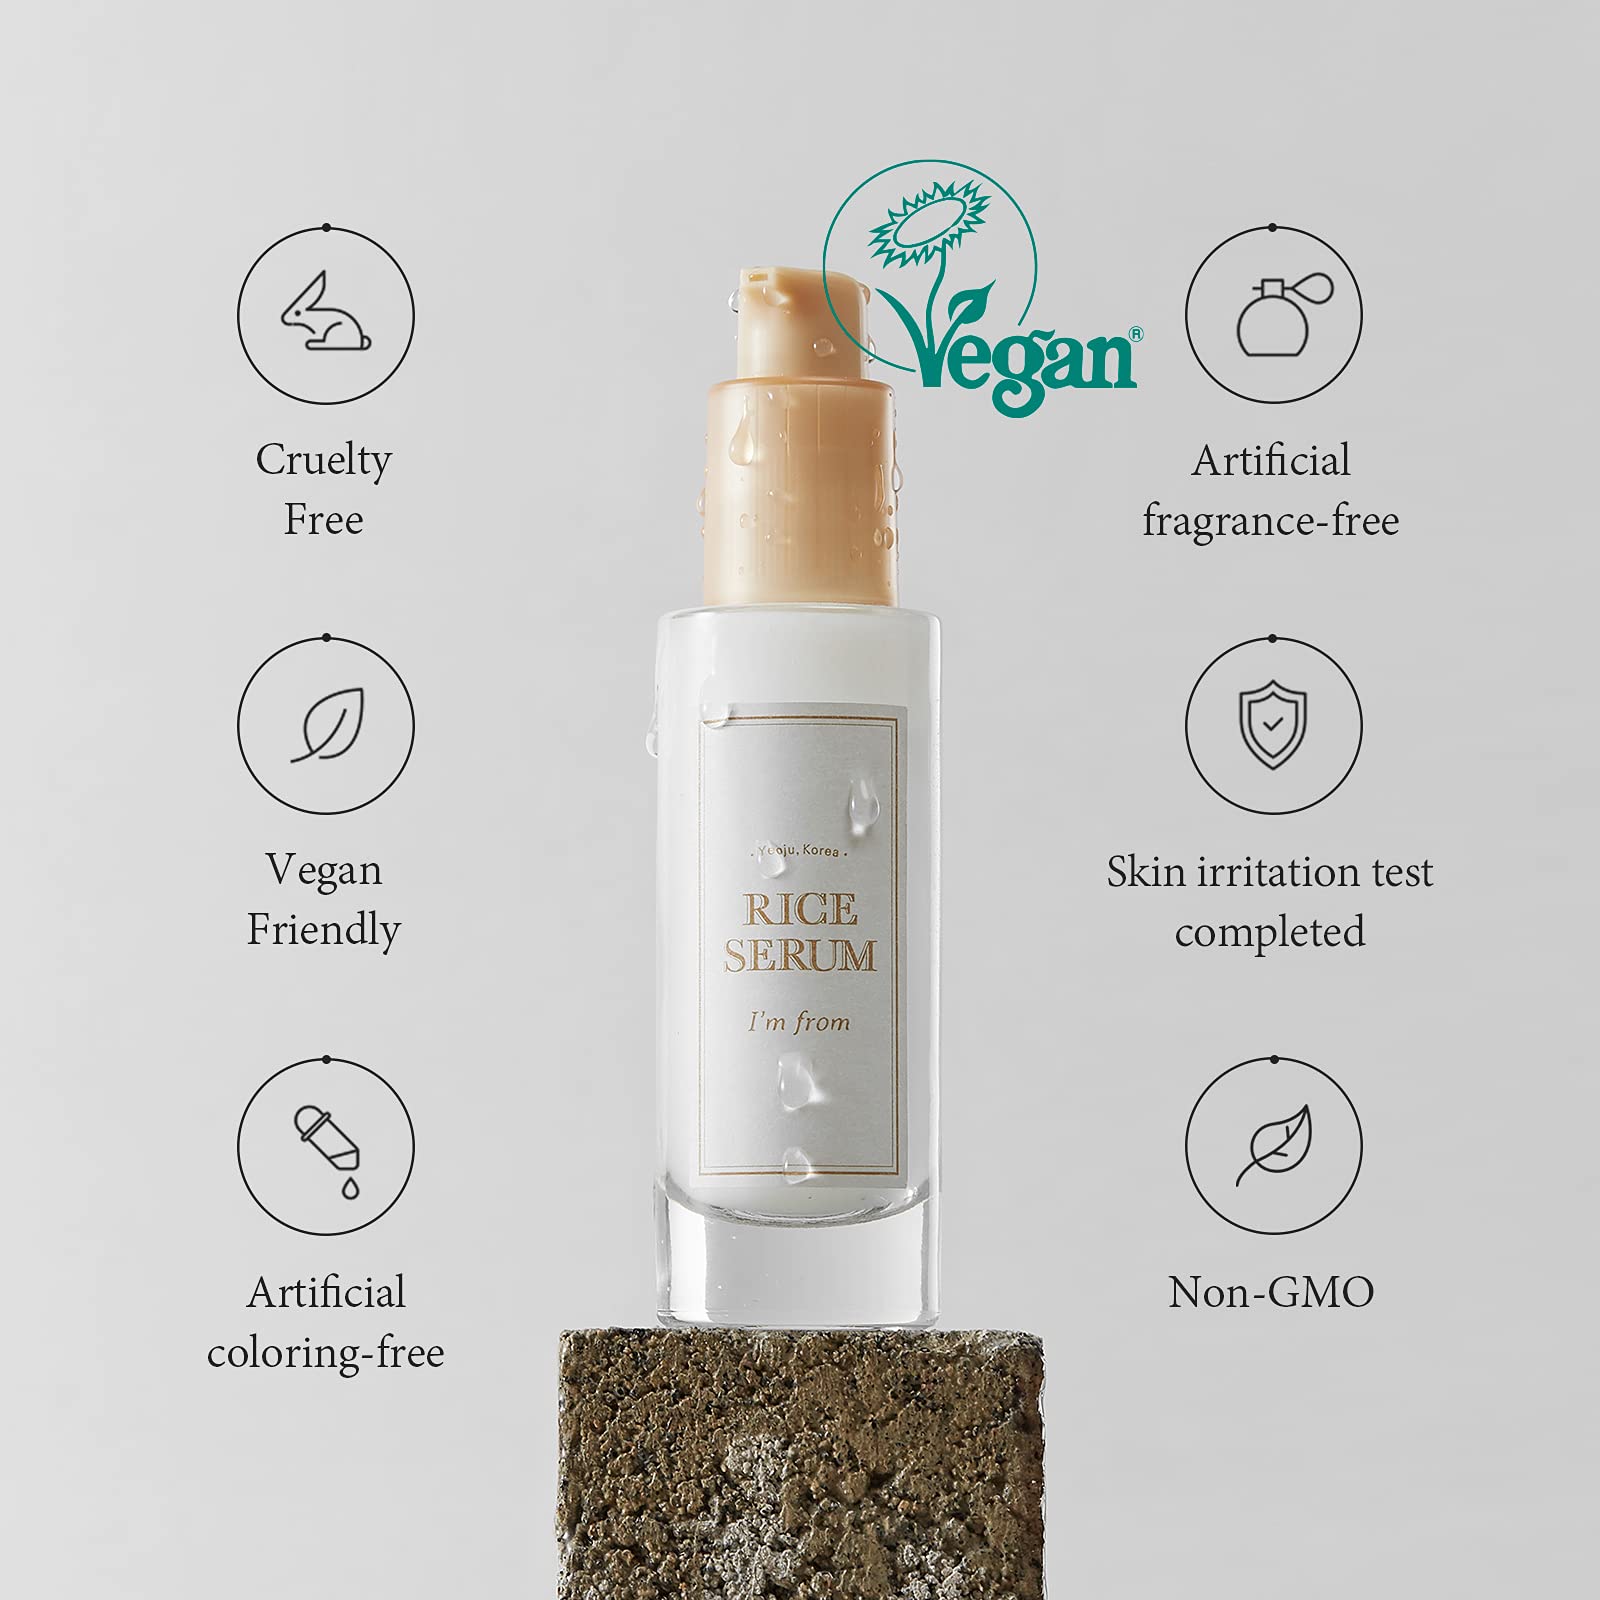 Vegan®
Cruelty
Free
Artificial
fragrance-free
Vegan
Friendly
Skin irritation test
completed
Artificial
coloring-free
Non-GMO
· Yeoju, Korea ·
RICE
SERUM
I'm from